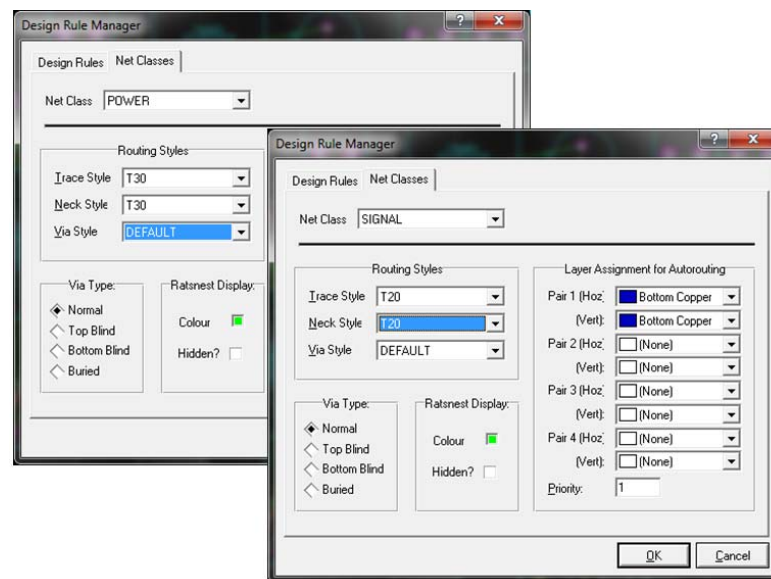 Design Rule Manager
?
X
Design Rules Net Classes
Net Class POWER
Routing Styles
Trace Style T30
Neck Style T30
Via Style DEFAULT
Via Type:
Normal
Top Blind
Bottom Blind
Buried
Ratsnest Display:
Colour
Hidden?
Design Rule Manager
?
X
Design Rules Net Classes
Net Class SIGNAL
Routing Styles
Trace Style T20
Neck Style T20
Via Style DEFAULT
Via Type:
Normal
Top Blind
Bottom Blind
Buried
Ratsnest Display:
Colour
Hidden?
Layer Assignment for Autorouting
Pair 1 (Hoz) Bottom Copper
(Vert): Bottom Copper
Pair 2 (Hoz) (None)
(Vert): (None)
Pair 3 (Hoz) (None)
(Vert): (None)
Pair 4 (Hoz) (None)
(Vert): (None)
Priority: 1
OK Cancel